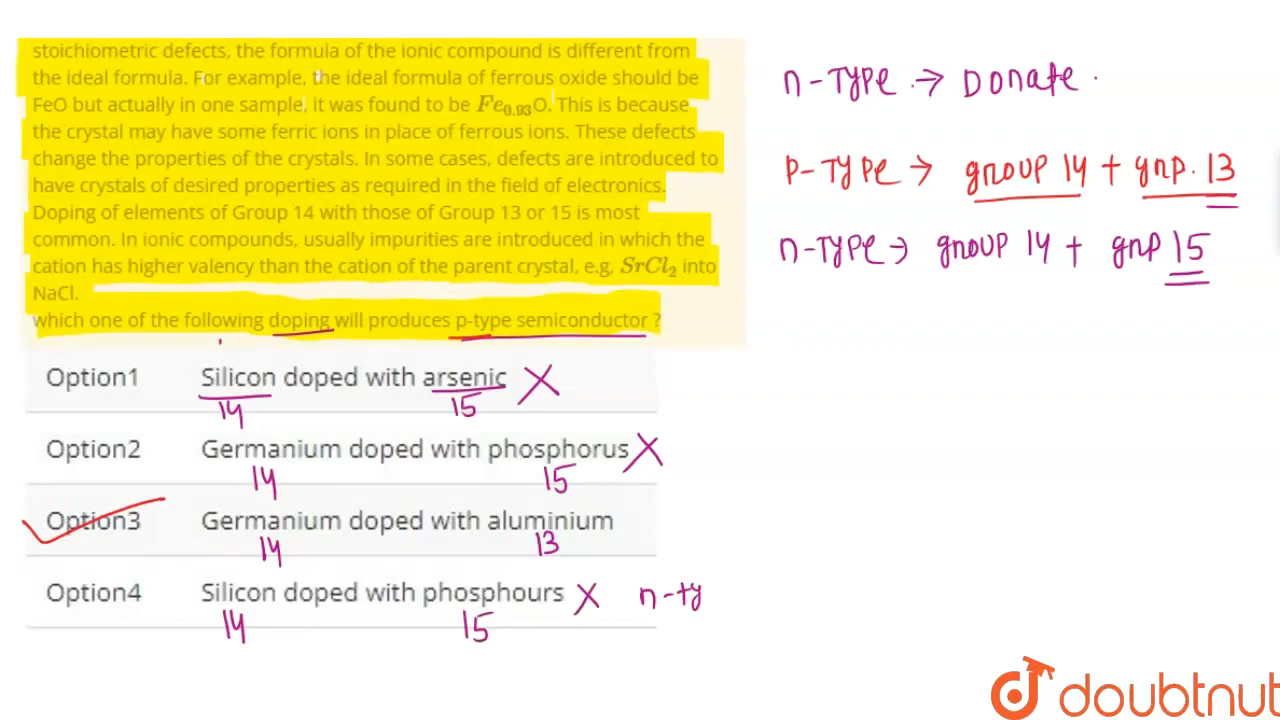 stoichiometric defects, the formula of the ionic compound is different from
the ideal formula. For example, the ideal formula of ferrous oxide should be
FeO but actually in one sample, it was found to be Fe₀.₉₃O. This is because
the crystal may have some ferric ions in place of ferrous ions. These defects
change the properties of the crystals. In some cases, defects are introduced to
have crystals of desired properties as required in the field of electronics.
Doping of elements of Group 14 with those of Group 13 or 15 is most
common. In ionic compounds, usually impurities are introduced in which the
cation has higher valency than the cation of the parent crystal, e.g, SrCl₂ into
NaCl.
which one of the following doping will produces p-type semiconductor ?
Option1 Silicon doped with arsenic X
14 15
Option2 Germanium doped with phosphorus X
14 15
Option3 Germanium doped with aluminium
14 13
Option4 Silicon doped with phosphours X n-ty
14 15
n-Type → Donate
P-Type → group 14 + grp. 13
n-Type → group 14 + grp 15
doubtnut